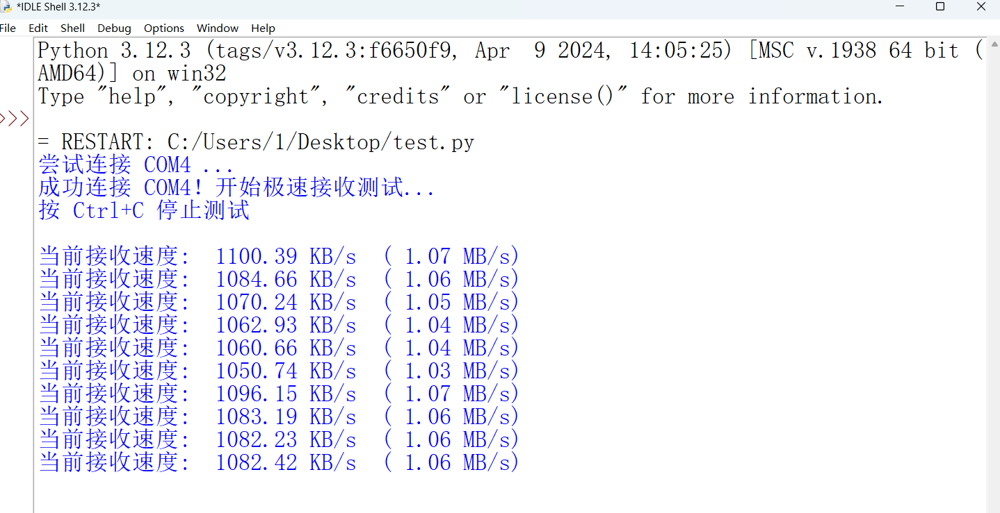 *IDLE Shell 3.12.3*
File Edit Shell Debug Options Window Help
Python 3.12.3 (tags/v3.12.3:f6650f9, Apr  9 2024, 14:05:25) [MSC v.1938 64 bit (
AMD64)] on win32
Type "help", "copyright", "credits" or "license()" for more information.
>>>
= RESTART: C:/Users/1/Desktop/test.py
尝试连接 COM4 ...
成功连接 COM4! 开始极速接收测试...
按 Ctrl+C 停止测试
当前接收速度:  1100.39 KB/s  ( 1.07 MB/s)
当前接收速度:  1084.66 KB/s  ( 1.06 MB/s)
当前接收速度:  1070.24 KB/s  ( 1.05 MB/s)
当前接收速度:  1062.93 KB/s  ( 1.04 MB/s)
当前接收速度:  1060.66 KB/s  ( 1.04 MB/s)
当前接收速度:  1050.74 KB/s  ( 1.03 MB/s)
当前接收速度:  1096.15 KB/s  ( 1.07 MB/s)
当前接收速度:  1083.19 KB/s  ( 1.06 MB/s)
当前接收速度:  1082.23 KB/s  ( 1.06 MB/s)
当前接收速度:  1082.42 KB/s  ( 1.06 MB/s)